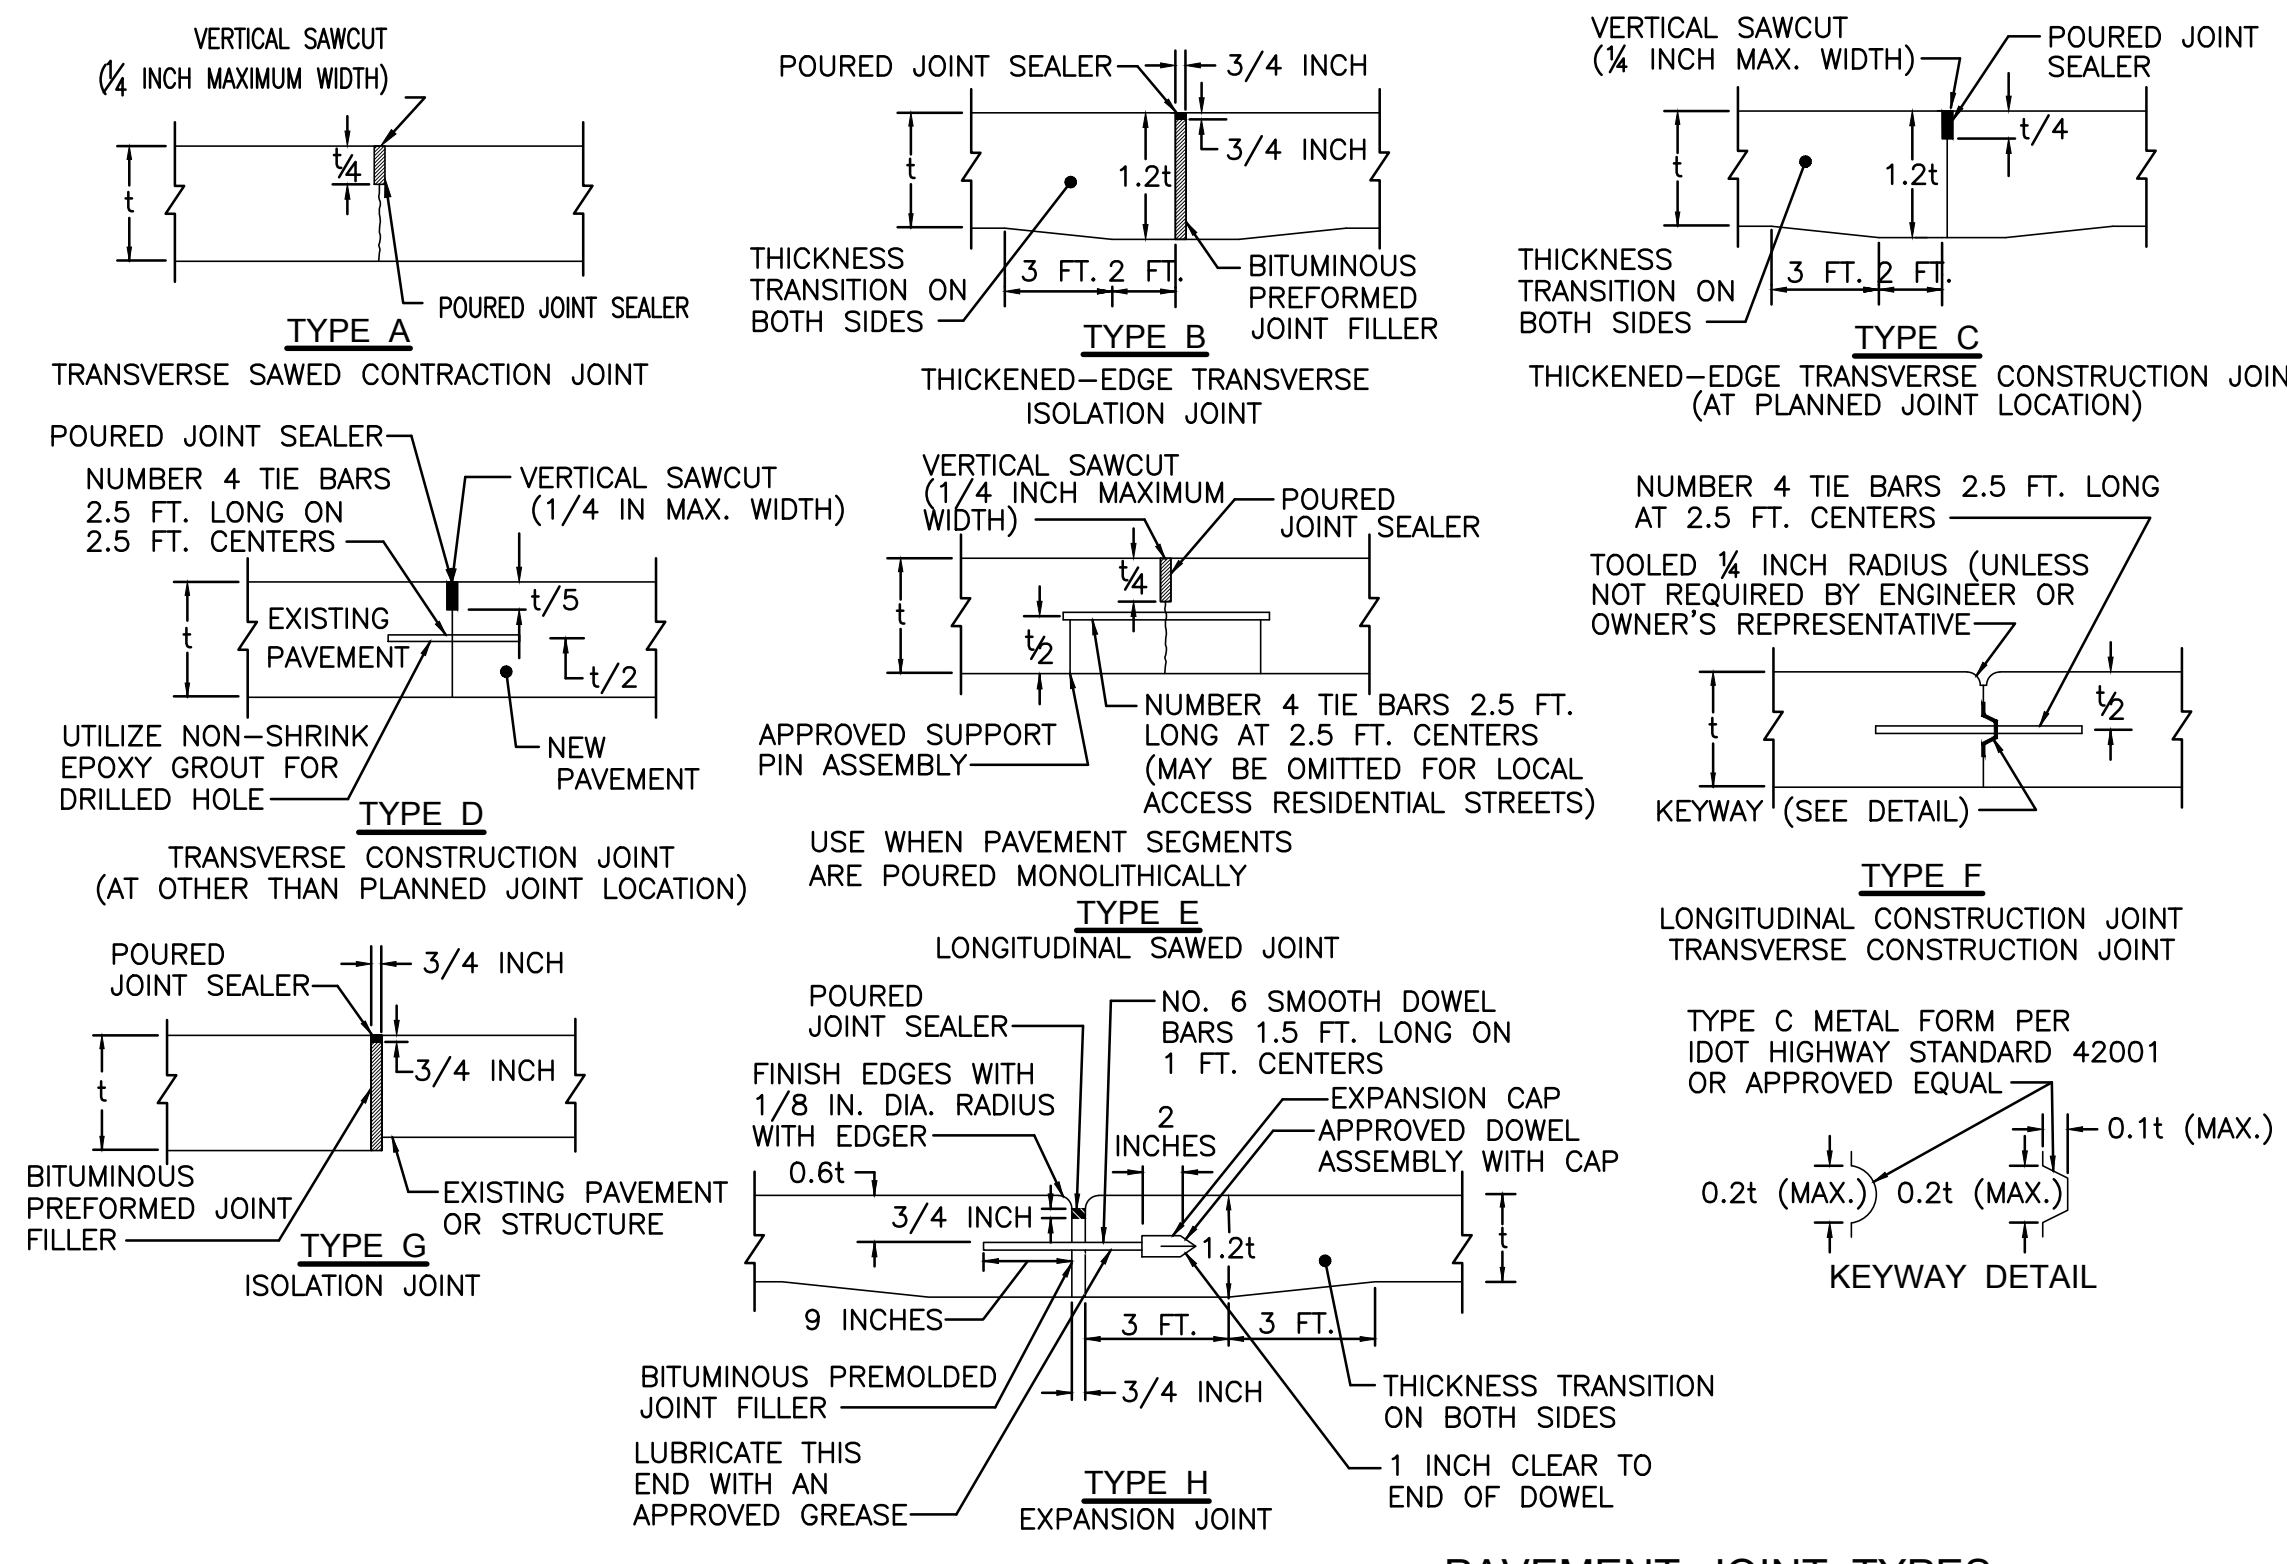 VERTICAL SAWCUT
(1/4 INCH MAXIMUM WIDTH)
t/4
t
POURED JOINT SEALER
TYPE A
TRANSVERSE SAWED CONTRACTION JOINT
POURED JOINT SEALER
3/4 INCH
3/4 INCH
t
1.2t
THICKNESS
TRANSITION ON
BOTH SIDES
3 FT.
2 FT.
BITUMINOUS
PREFORMED
JOINT FILLER
TYPE B
THICKENED-EDGE TRANSVERSE
ISOLATION JOINT
VERTICAL SAWCUT
(1/4 INCH MAX. WIDTH)
POURED JOINT
SEALER
t/4
t
1.2t
THICKNESS
TRANSITION ON
BOTH SIDES
3 FT.
2 FT.
TYPE C
THICKENED-EDGE TRANSVERSE CONSTRUCTION JOIN
(AT PLANNED JOINT LOCATION)
POURED JOINT SEALER
NUMBER 4 TIE BARS
2.5 FT. LONG ON
2.5 FT. CENTERS
VERTICAL SAWCUT
(1/4 IN MAX. WIDTH)
t/5
t
EXISTING
PAVEMENT
t/2
UTILIZE NON-SHRINK
EPOXY GROUT FOR
DRILLED HOLE
NEW
PAVEMENT
TYPE D
TRANSVERSE CONSTRUCTION JOINT
(AT OTHER THAN PLANNED JOINT LOCATION)
VERTICAL SAWCUT
(1/4 INCH MAXIMUM
WIDTH)
POURED
JOINT SEALER
t/4
t
t/2
APPROVED SUPPORT
PIN ASSEMBLY
NUMBER 4 TIE BARS 2.5 FT.
LONG AT 2.5 FT. CENTERS
(MAY BE OMITTED FOR LOCAL
ACCESS RESIDENTIAL STREETS)
USE WHEN PAVEMENT SEGMENTS
ARE POURED MONOLITHICALLY
TYPE E
LONGITUDINAL SAWED JOINT
NUMBER 4 TIE BARS 2.5 FT. LONG
AT 2.5 FT. CENTERS
TOOLED 1/4 INCH RADIUS (UNLESS
NOT REQUIRED BY ENGINEER OR
OWNER'S REPRESENTATIVE
t
t/2
KEYWAY (SEE DETAIL)
TYPE F
LONGITUDINAL CONSTRUCTION JOINT
TRANSVERSE CONSTRUCTION JOINT
POURED
JOINT SEALER
3/4 INCH
3/4 INCH
t
BITUMINOUS
PREFORMED JOINT
FILLER
EXISTING PAVEMENT
OR STRUCTURE
TYPE G
ISOLATION JOINT
POURED
JOINT SEALER
NO. 6 SMOOTH DOWEL
BARS 1.5 FT. LONG ON
1 FT. CENTERS
FINISH EDGES WITH
1/8 IN. DIA. RADIUS
WITH EDGER
2
INCHES
EXPANSION CAP
APPROVED DOWEL
ASSEMBLY WITH CAP
0.6t
3/4 INCH
1.2t
t
9 INCHES
3 FT.
3 FT.
BITUMINOUS PREMOLDED
JOINT FILLER
3/4 INCH
THICKNESS TRANSITION
ON BOTH SIDES
LUBRICATE THIS
END WITH AN
APPROVED GREASE
1 INCH CLEAR TO
END OF DOWEL
TYPE H
EXPANSION JOINT
TYPE C METAL FORM PER
IDOT HIGHWAY STANDARD 42001
OR APPROVED EQUAL
0.1t (MAX.)
0.2t (MAX.)
0.2t (MAX.)
KEYWAY DETAIL
PAVEMENT JOINT TYPES